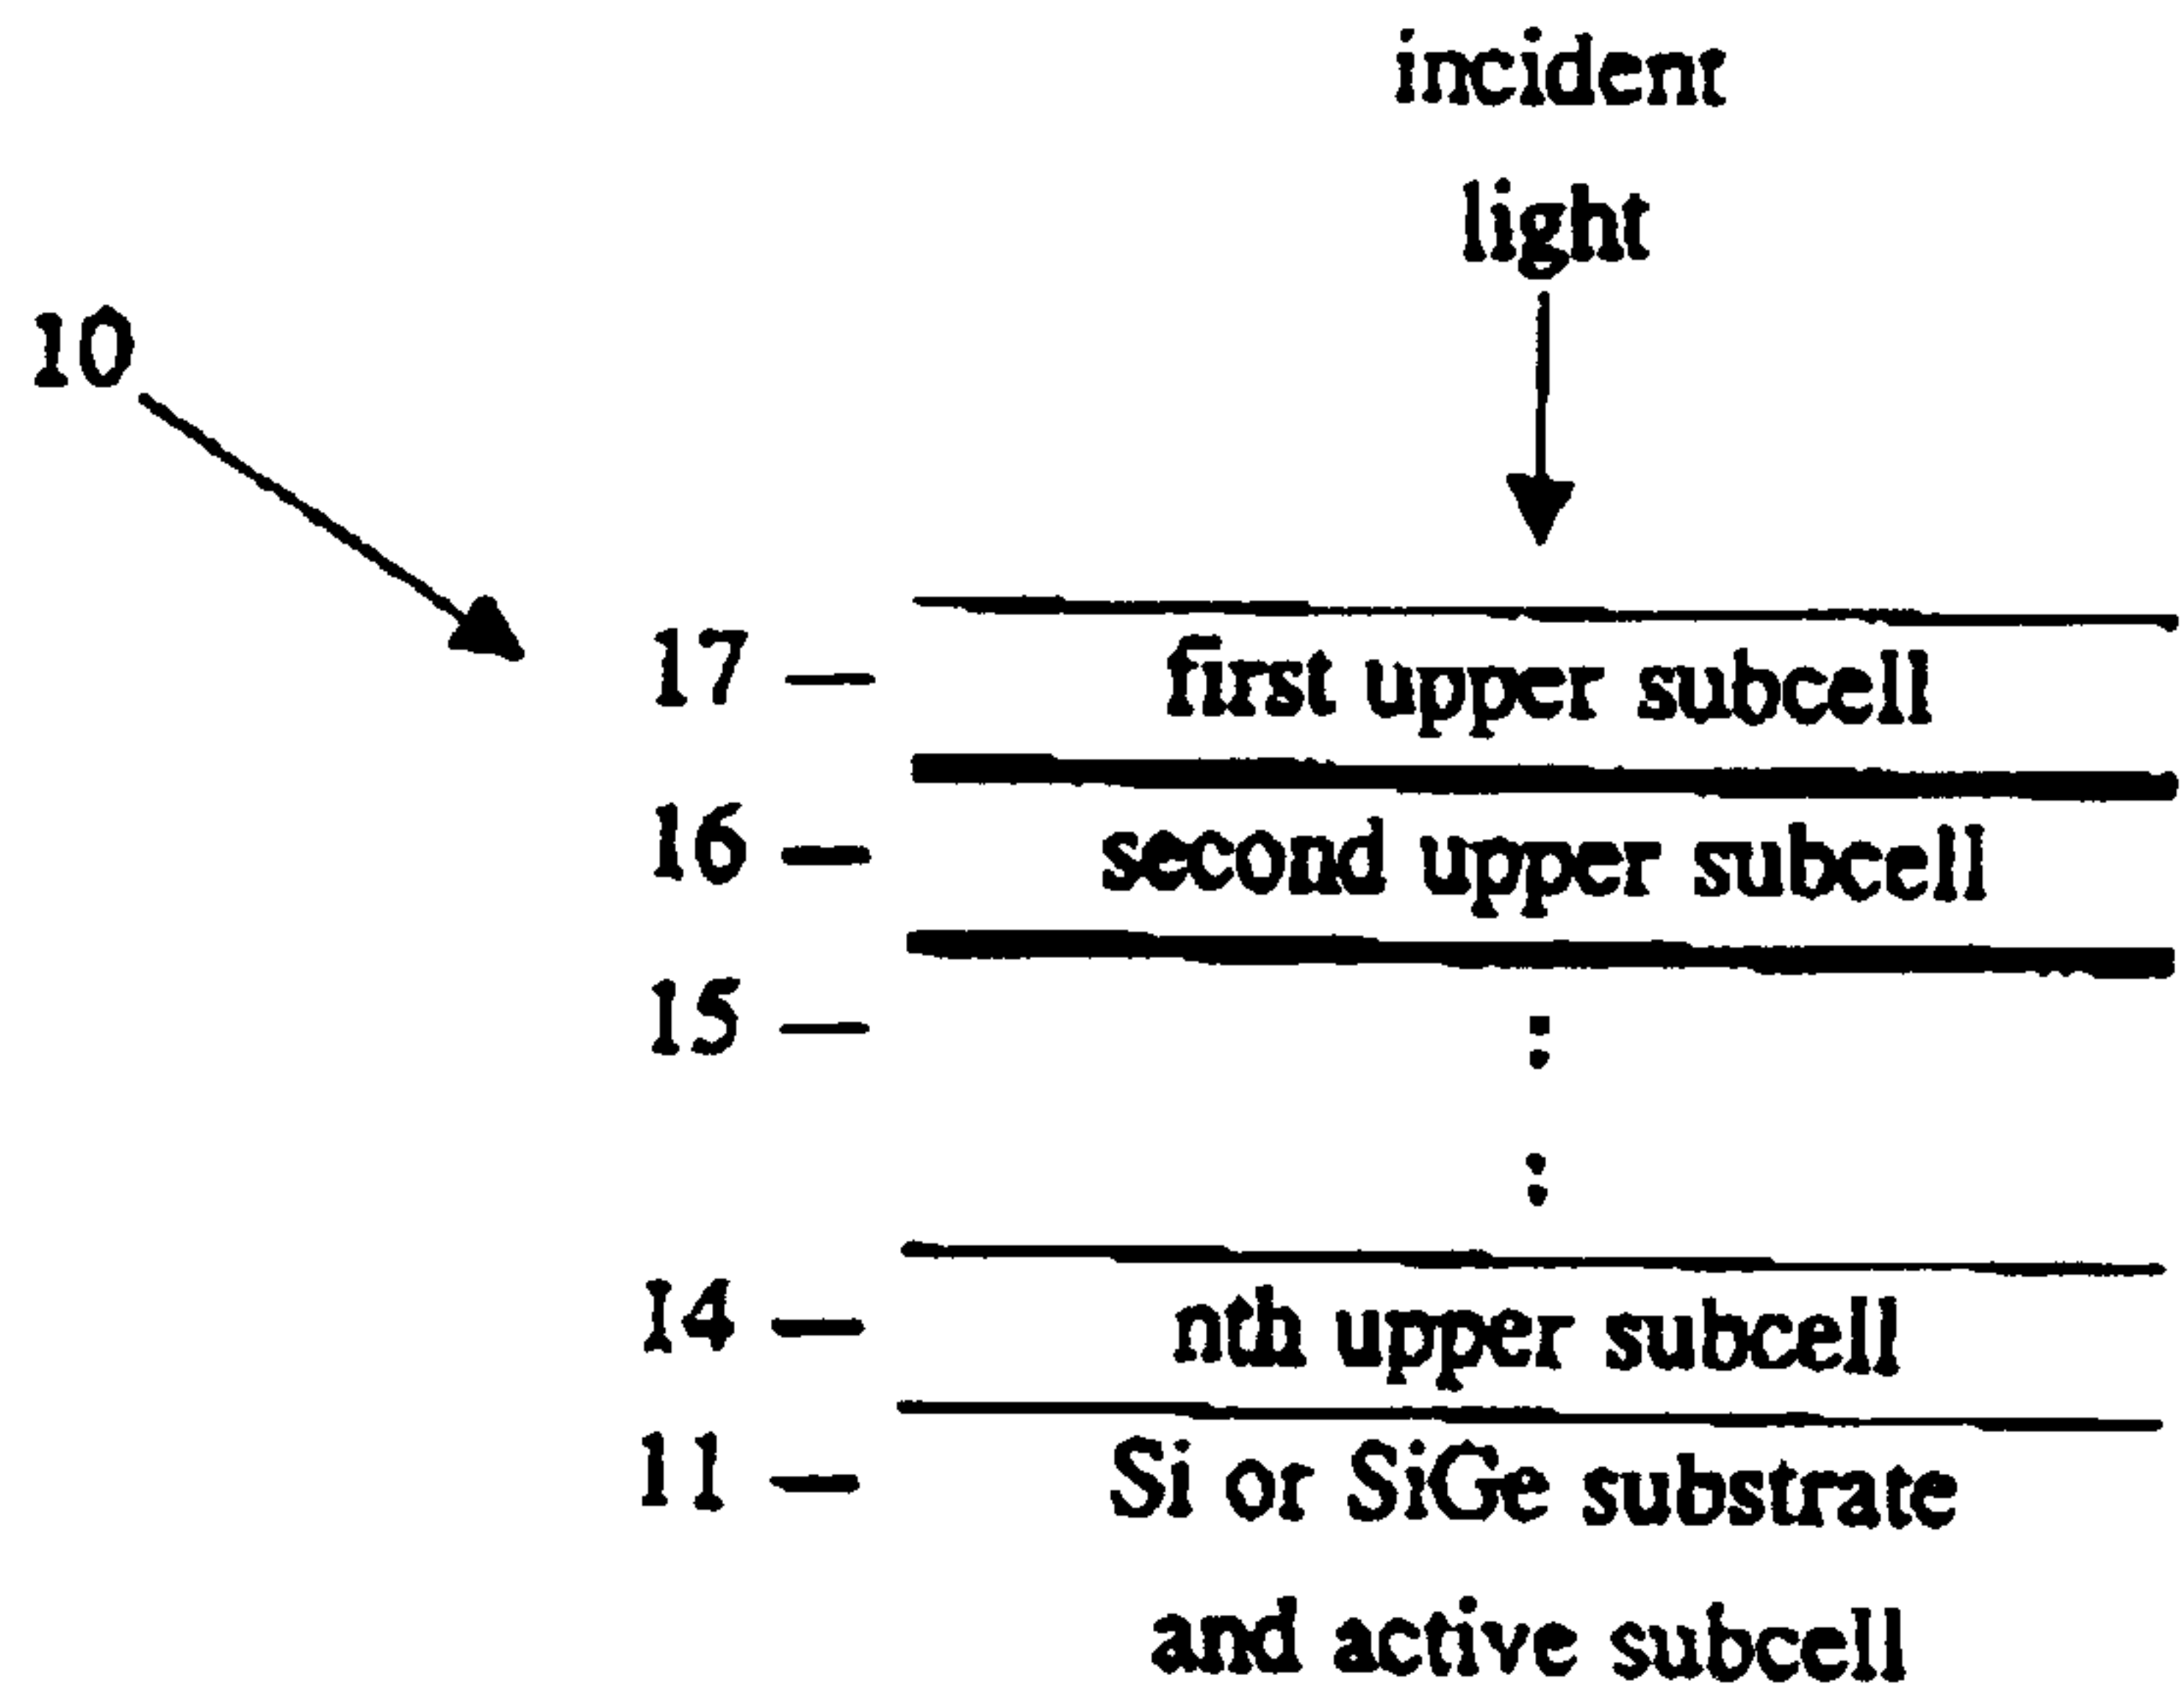 incident
light
10
17 – first upper subcell
16 – second upper subcell
15 – :
:
14 – nth upper subcell
11 – Si or SiGe substrate
and active subcell